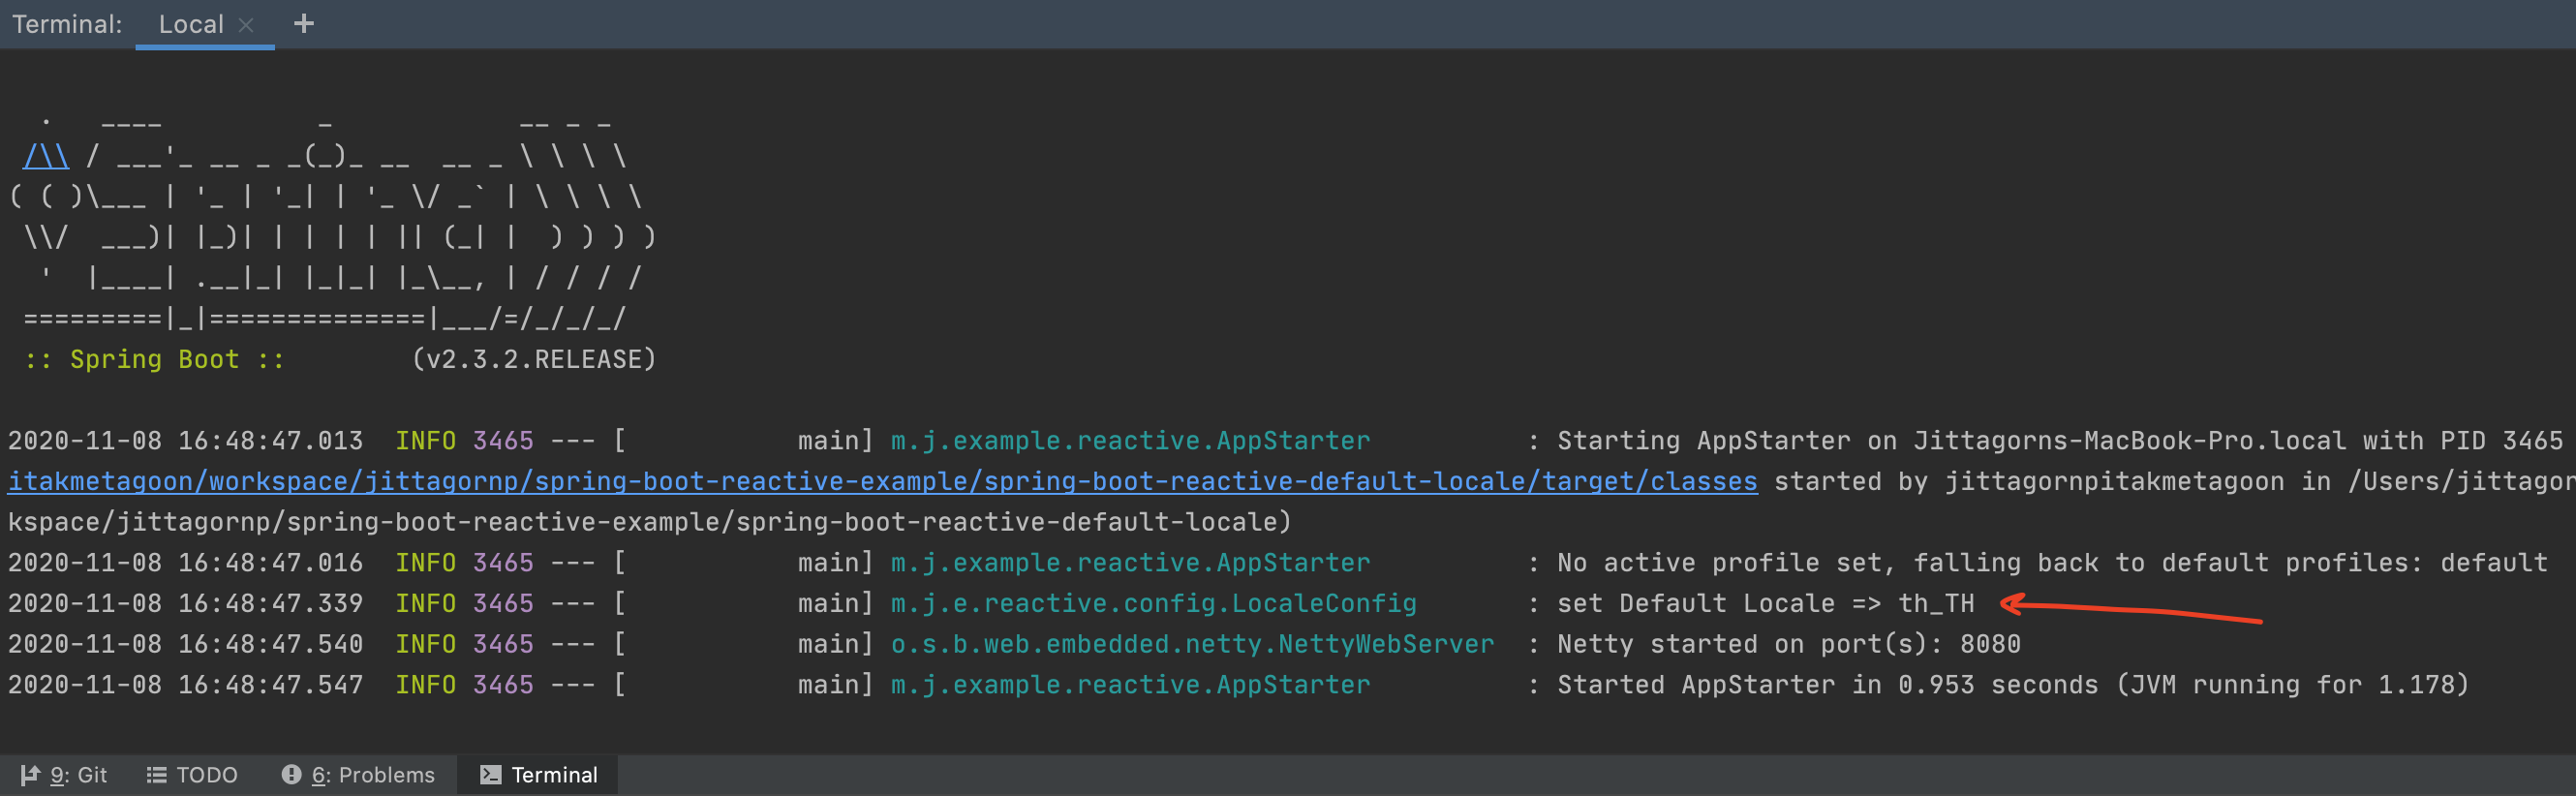 Terminal: Local × +
  .   ____          _            __ _ _
 /\\ / ___'_ __ _ _(_)_ __  __ _ \ \ \ \
( ( )\___ | '_ | '_| | '_ \/ _` | \ \ \ \
 \\/  ___)| |_)| | | | | || (_| |  ) ) ) )
  '  |____| .__|_| |_|_| |_\__, | / / / /
 =========|_|==============|___/=/_/_/_/
 :: Spring Boot ::        (v2.3.2.RELEASE)
2020-11-08 16:48:47.013  INFO 3465 --- [           main] m.j.example.reactive.AppStarter          : Starting AppStarter on Jittagorns-MacBook-Pro.local with PID 3465
itakmetagoon/workspace/jittagornp/spring-boot-reactive-example/spring-boot-reactive-default-locale/target/classes started by jittagornpitakmetagoon in /Users/jittagor
kspace/jittagornp/spring-boot-reactive-example/spring-boot-reactive-default-locale)
2020-11-08 16:48:47.016  INFO 3465 --- [           main] m.j.example.reactive.AppStarter          : No active profile set, falling back to default profiles: default
2020-11-08 16:48:47.339  INFO 3465 --- [           main] m.j.e.reactive.config.LocaleConfig       : set Default Locale => th_TH
2020-11-08 16:48:47.540  INFO 3465 --- [           main] o.s.b.web.embedded.netty.NettyWebServer  : Netty started on port(s): 8080
2020-11-08 16:48:47.547  INFO 3465 --- [           main] m.j.example.reactive.AppStarter          : Started AppStarter in 0.953 seconds (JVM running for 1.178)
9: Git TODO 6: Problems Terminal